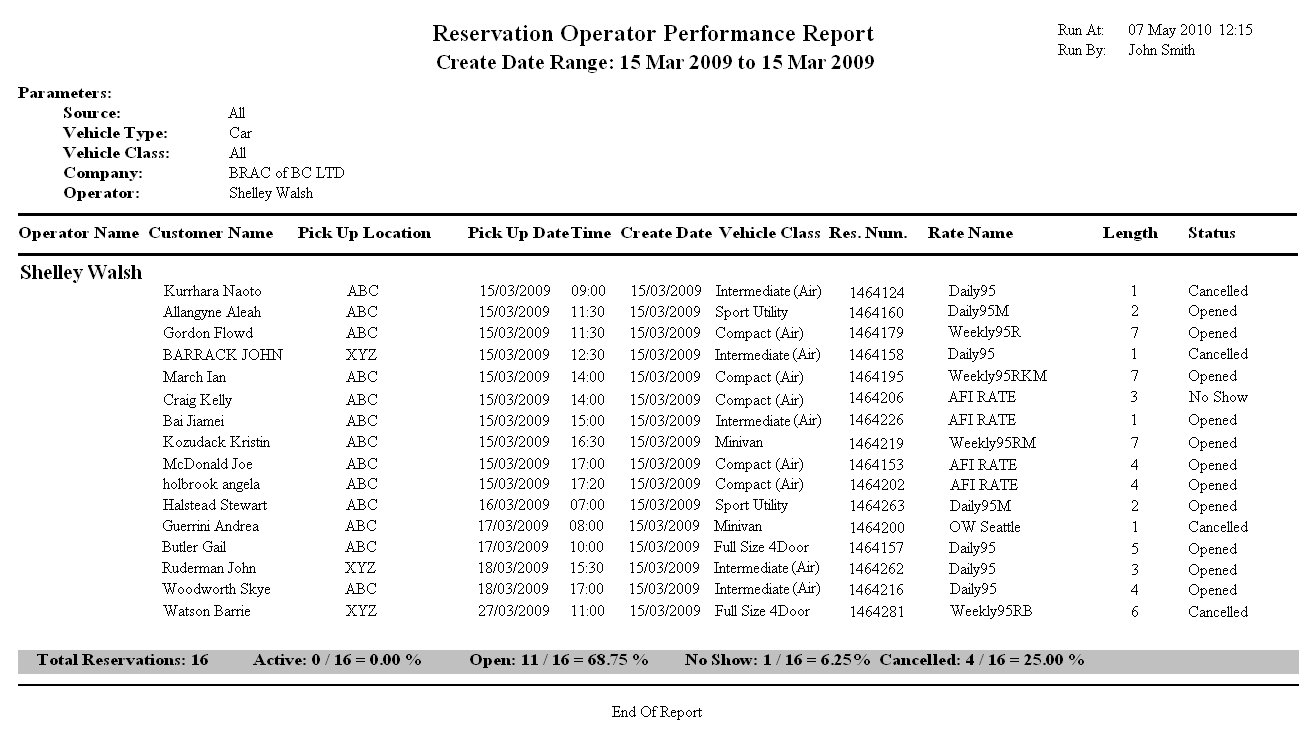 Reservation Operator Performance Report
Run At: 07 May 2010 12:15
Create Date Range: 15 Mar 2009 to 15 Mar 2009
Run By: John Smith
Parameters:
Source: All
Vehicle Type: Car
Vehicle Class: All
Company: BRAC of BC LTD
Operator: Shelley Walsh
Operator Name Customer Name Pick Up Location Pick Up Date Time Create Date Vehicle Class Res. Num. Rate Name Length Status
Shelley Walsh
Kurrhara Naoto ABC 15/03/2009 09:00 15/03/2009 Intermediate (Air) 1464124 Daily95 1 Cancelled
Allangyne Aleah ABC 15/03/2009 11:30 15/03/2009 Sport Utility 1464160 Daily95M 2 Opened
Gordon Flowd ABC 15/03/2009 11:30 15/03/2009 Compact (Air) 1464179 Weekly95R 7 Opened
BARRACK JOHN XYZ 15/03/2009 12:30 15/03/2009 Intermediate (Air) 1464158 Daily95 1 Cancelled
March Ian ABC 15/03/2009 14:00 15/03/2009 Compact (Air) 1464195 Weekly95RKM 7 Opened
Craig Kelly ABC 15/03/2009 14:00 15/03/2009 Compact (Air) 1464206 AFI RATE 3 No Show
Bai Jiamei ABC 15/03/2009 15:00 15/03/2009 Intermediate (Air) 1464226 AFI RATE 1 Opened
Kozudack Kristin ABC 15/03/2009 16:30 15/03/2009 Minivan 1464219 Weekly95RM 7 Opened
McDonald Joe ABC 15/03/2009 17:00 15/03/2009 Compact (Air) 1464153 AFI RATE 4 Opened
holbrook angela ABC 15/03/2009 17:20 15/03/2009 Compact (Air) 1464202 AFI RATE 4 Opened
Halstead Stewart ABC 16/03/2009 07:00 15/03/2009 Sport Utility 1464263 Daily95M 2 Opened
Guerrini Andrea ABC 17/03/2009 08:00 15/03/2009 Minivan 1464200 OW Seattle 1 Cancelled
Butler Gail ABC 17/03/2009 10:00 15/03/2009 Full Size 4Door 1464157 Daily95 5 Opened
Ruderman John XYZ 18/03/2009 15:30 15/03/2009 Intermediate (Air) 1464262 Daily95 3 Opened
Woodworth Skye ABC 18/03/2009 17:00 15/03/2009 Intermediate (Air) 1464216 Daily95 4 Opened
Watson Barrie XYZ 27/03/2009 11:00 15/03/2009 Full Size 4Door 1464281 Weekly95RB 6 Cancelled
Total Reservations: 16 Active: 0 / 16 = 0.00 % Open: 11 / 16 = 68.75 % No Show: 1 / 16 = 6.25% Cancelled: 4 / 16 = 25.00 %
End Of Report